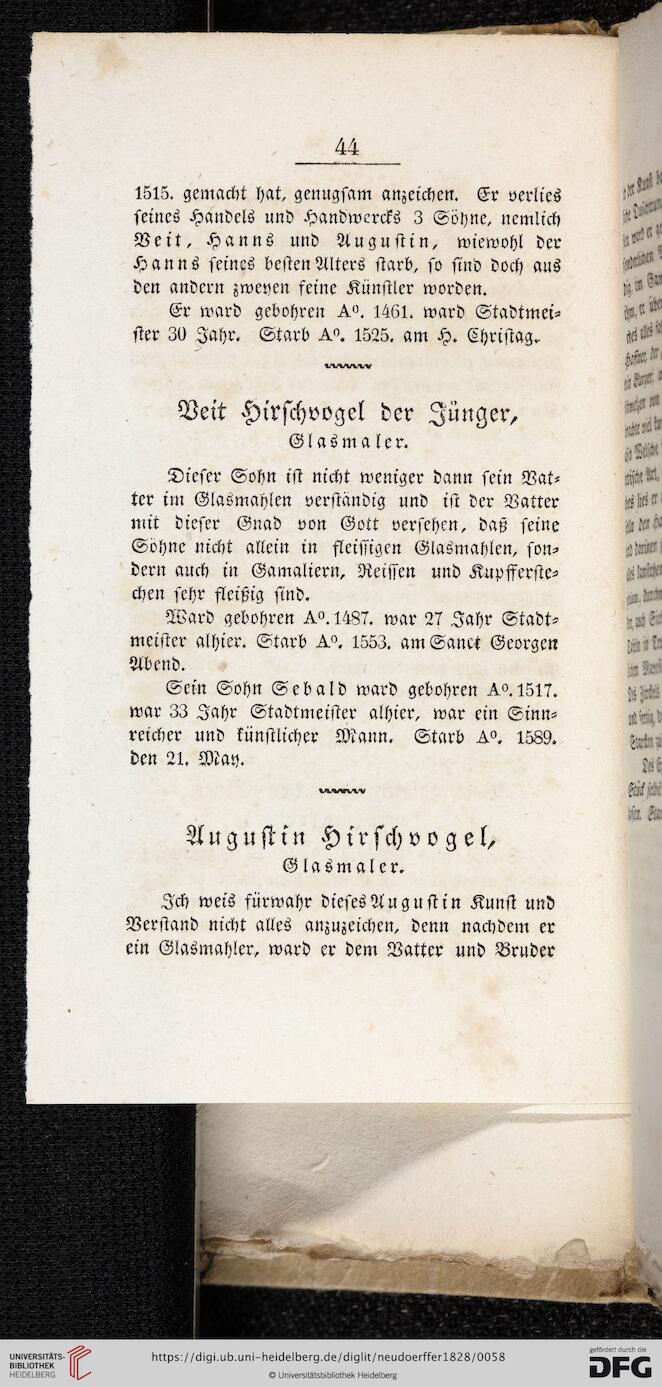 44
1515. gemacht hat, genugsam anzeichen. Er verlies
seines Handels und Handwercks 3 Söhne, nemlich
Veit, Hanns und Augustin, wiewohl der
Hanns seines besten Alters starb, so sind doch aus
den andern zweyen feine Künstler worden.
Er ward gebohren Aº. 1461. ward Stadtmei-
ster 30 Jahr. Starb Aº. 1525. am H. Christag.
Veit Hirschvogel der Jünger,
Glasmaler.
Dieser Sohn ist nicht weniger dann sein Vat-
ter im Glasmahlen verständig und ist der Vatter
mit dieser Gnad von Gott versehen, daß seine
Söhne nicht allein in fleissigen Glasmahlen, son-
dern auch in Gamaliern, Reissen und Kupfferste-
chen sehr fleißig sind.
Ward gebohren Aº. 1487. war 27 Jahr Stadt-
meister alhier. Starb Aº. 1553. am Sanct Georgen
Abend.
Sein Sohn Sebald ward gebohren Aº. 1517.
war 33 Jahr Stadtmeister alhier, war ein Sinn-
reicher und künstlicher Mann. Starb Aº. 1589.
den 21. May.
Augustin Hirschvogel,
Glasmaler.
Ich weis fürwahr dieses Augustin Kunst und
Verstand nicht alles anzuzeichen, denn nachdem er
ein Glasmahler, ward er dem Vatter und Bruder
UNIVERSITÄTS-
BIBLIOTHEK
HEIDELBERG
https://digi.ub.uni-heidelberg.de/diglit/neudoerffer1828/0058
© Universitätsbibliothek Heidelberg
gefördert durch die
DFG